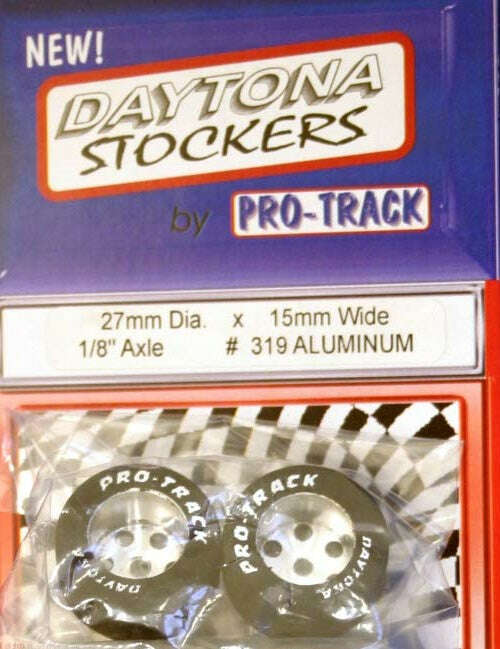 NEW!
DAYTONA
STOCKERS
by PRO-TRACK
27mm Dia. x 15mm Wide
1/8" Axle # 319 ALUMINUM
PRO-TRACK
DAYTONA
PRO-TRACK
DAYTONA